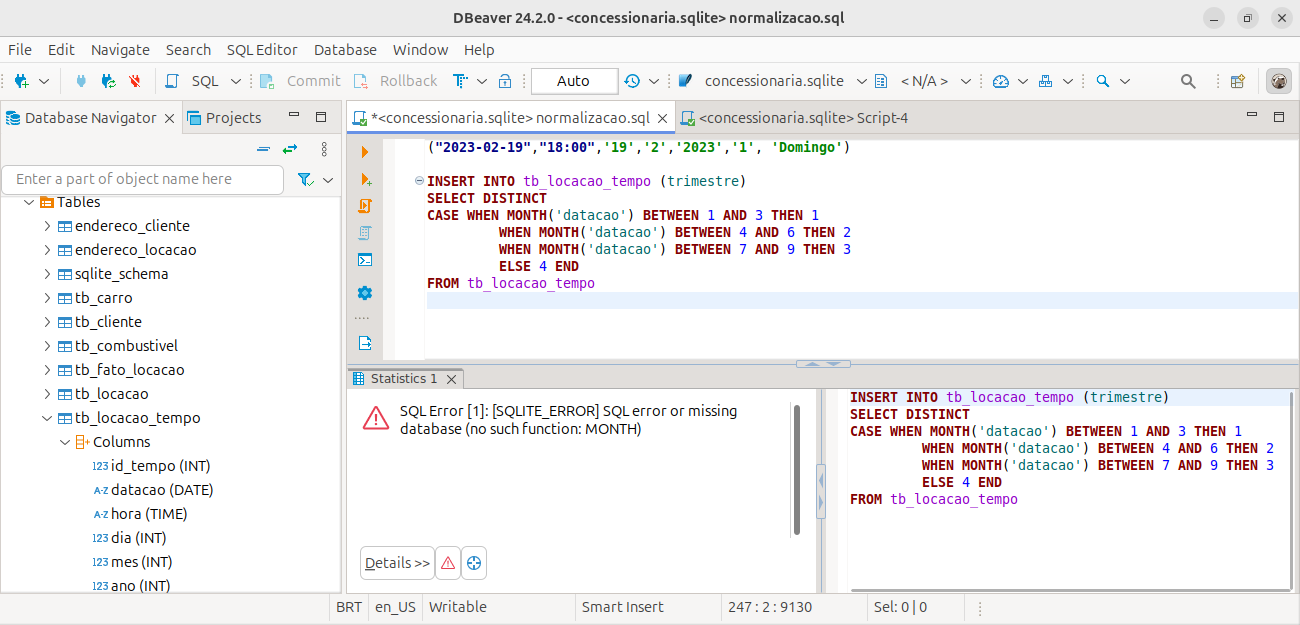 DBeaver 24.2.0 - <concessionaria.sqlite> normalizacao.sql
File Edit Navigate Search SQL Editor Database Window Help
SQL Commit Rollback Auto concessionaria.sqlite < N/A >
Database Navigator Projects
Enter a part of object name here
Tables
endereco_cliente
endereco_locacao
sqlite_schema
tb_carro
tb_cliente
tb_combustivel
tb_fato_locacao
tb_locacao
tb_locacao_tempo
Columns
123 id_tempo (INT)
A-Z datacao (DATE)
A-Z hora (TIME)
123 dia (INT)
123 mes (INT)
123 ano (INT)
*<concessionaria.sqlite> normalizacao.sql <concessionaria.sqlite> Script-4
("2023-02-19","18:00",'19','2','2023','1', 'Domingo')
INSERT INTO tb_locacao_tempo (trimestre)
SELECT DISTINCT
CASE WHEN MONTH('datacao') BETWEEN 1 AND 3 THEN 1
WHEN MONTH('datacao') BETWEEN 4 AND 6 THEN 2
WHEN MONTH('datacao') BETWEEN 7 AND 9 THEN 3
ELSE 4 END
FROM tb_locacao_tempo
Statistics 1
SQL Error [1]: [SQLITE_ERROR] SQL error or missing
database (no such function: MONTH)
Details >>
INSERT INTO tb_locacao_tempo (trimestre)
SELECT DISTINCT
CASE WHEN MONTH('datacao') BETWEEN 1 AND 3 THEN 1
WHEN MONTH('datacao') BETWEEN 4 AND 6 THEN 2
WHEN MONTH('datacao') BETWEEN 7 AND 9 THEN 3
ELSE 4 END
FROM tb_locacao_tempo
BRT en_US Writable Smart Insert 247 : 2 : 9130 Sel: 0 | 0